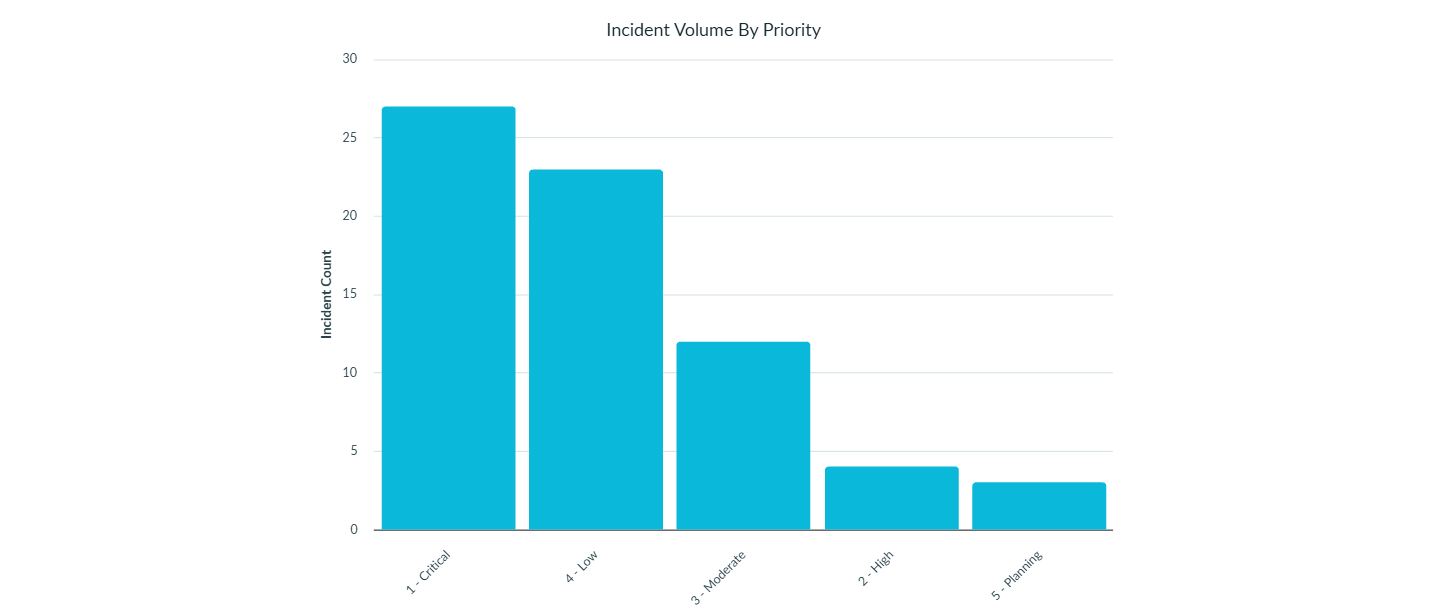 Incident Volume By Priority
30
25
20
15
10
5
0
Incident Count
1 - Critical
4 - Low
3 - Moderate
2 - High
5 - Planning